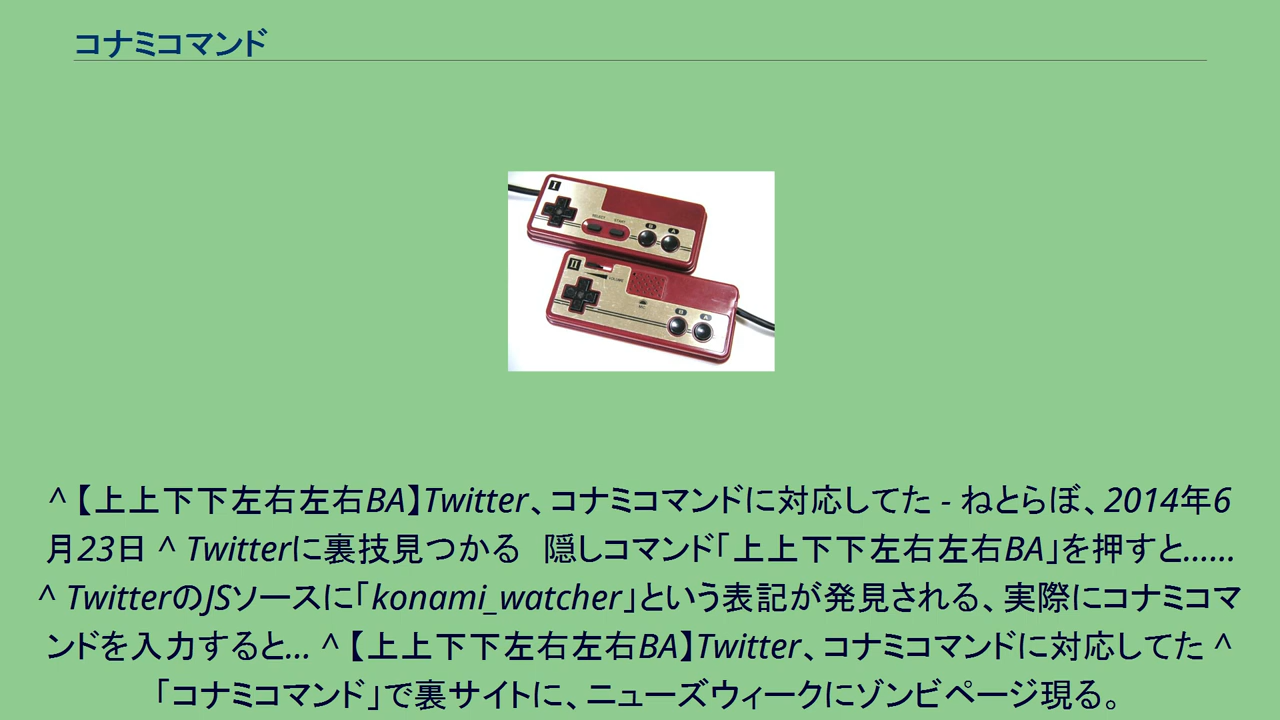 コナミコマンド
I
SELECT START
B A
II
VOLUME
MIC
B A
^ 【上上下下左右左右BA】Twitter、コナミコマンドに対応してた - ねとらぼ、2014年6
月23日 ^ Twitterに裏技見つかる　隠しコマンド「上上下下左右左右BA」を押すと……
^ TwitterのJSソースに「konami_watcher」という表記が発見される、実際にコナミコマ
ンドを入力すると… ^ 【上上下下左右左右BA】Twitter、コナミコマンドに対応してた ^
「コナミコマンド」で裏サイトに、ニューズウィークにゾンビページ現る。